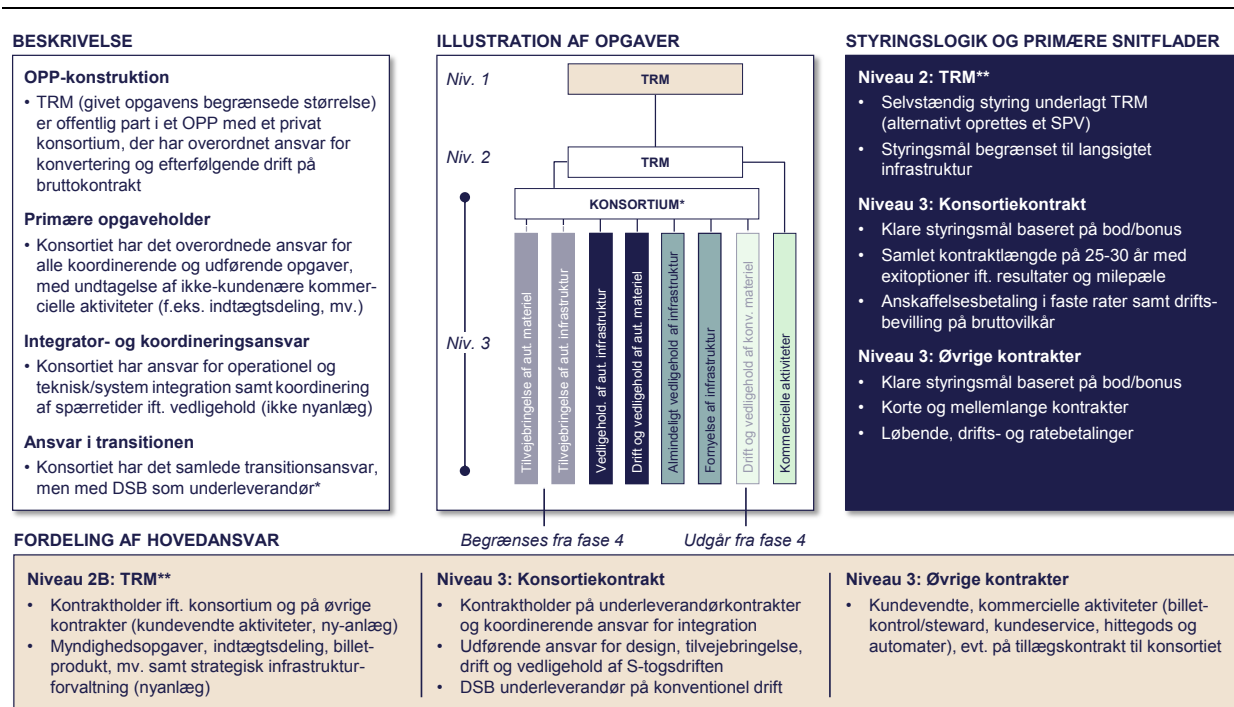 BESKRIVELSE
OPP-konstruktion
• TRM (givet opgavens begrænsede størrelse)
er offentlig part i et OPP med et privat
konsortium, der har overordnet ansvar for
konvertering og efterfølgende drift på
bruttokontrakt
Primære opgaveholder
• Konsortiet har det overordnede ansvar for
alle koordinerende og udførende opgaver,
med undtagelse af ikke-kundenære kommer-
cielle aktiviteter (f.eks. indtægtsdeling, mv.)
Integrator- og koordineringsansvar
• Konsortiet har ansvar for operationel og
teknisk/system integration samt koordinering
af spærretider ift. vedligehold (ikke nyanlæg)
Ansvar i transitionen
• Konsortiet har det samlede transitionsansvar,
men med DSB som underleverandør*
ILLUSTRATION AF OPGAVER
Niv. 1
TRM
Niv. 2
TRM
KONSORTIUM*
Niv. 3
Tilvejebringelse af aut. materiel
Tilvejebringelse af aut. infrastruktur
Vedligehold. af aut. infrastruktur
Drift og vedligehold af aut. materiel
Almindeligt vedligehold af infrastruktur
Fornyelse af infrastruktur
Drift og vedligehold af konv. materiel
Kommercielle aktiviteter
Begrænses fra fase 4
Udgår fra fase 4
STYRINGSLOGIK OG PRIMÆRE SNITFLADER
Niveau 2: TRM**
• Selvstændig styring underlagt TRM
(alternativt oprettes et SPV)
• Styringsmål begrænset til langsigtet
infrastruktur
Niveau 3: Konsortiekontrakt
• Klare styringsmål baseret på bod/bonus
• Samlet kontraktlængde på 25-30 år med
exitoptioner ift. resultater og milepæle
• Anskaffelsesbetaling i faste rater samt drifts-
bevilling på bruttovilkår
Niveau 3: Øvrige kontrakter
• Klare styringsmål baseret på bod/bonus
• Korte og mellemlange kontrakter
• Løbende, drifts- og ratebetalinger
FORDELING AF HOVEDANSVAR
Niveau 2B: TRM**
• Kontraktholder ift. konsortium og på øvrige
kontrakter (kundevendte aktiviteter, ny-anlæg)
• Myndighedsopgaver, indtægtsdeling, billet-
produkt, mv. samt strategisk infrastruktur-
forvaltning (nyanlæg)
Niveau 3: Konsortiekontrakt
• Kontraktholder på underleverandørkontrakter
og koordinerende ansvar for integration
• Udførende ansvar for design, tilvejebringelse,
drift og vedligehold af S-togsdriften
• DSB underleverandør på konventionel drift
Niveau 3: Øvrige kontrakter
• Kundevendte, kommercielle aktiviteter (billet-
kontrol/steward, kundeservice, hittegods og
automater), evt. på tillægskontrakt til konsortiet